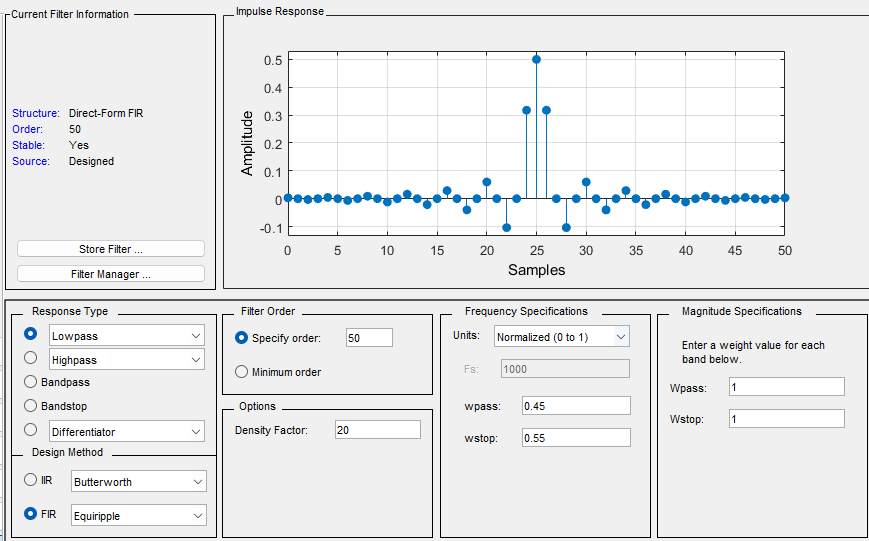 Current Filter Information
Structure: Direct-Form FIR
Order: 50
Stable: Yes
Source: Designed
Store Filter ...
Filter Manager ...
Impulse Response
0.5
0.4
0.3
0.2
0.1
0
-0.1
Amplitude
0 5 10 15 20 25 30 35 40 45 50
Samples
Response Type
Lowpass
Highpass
Bandpass
Bandstop
Differentiator
Design Method
IIR Butterworth
FIR Equiripple
Filter Order
Specify order: 50
Minimum order
Options
Density Factor: 20
Frequency Specifications
Units: Normalized (0 to 1)
Fs: 1000
wpass: 0.45
wstop: 0.55
Magnitude Specifications
Enter a weight value for each
band below.
Wpass: 1
Wstop: 1